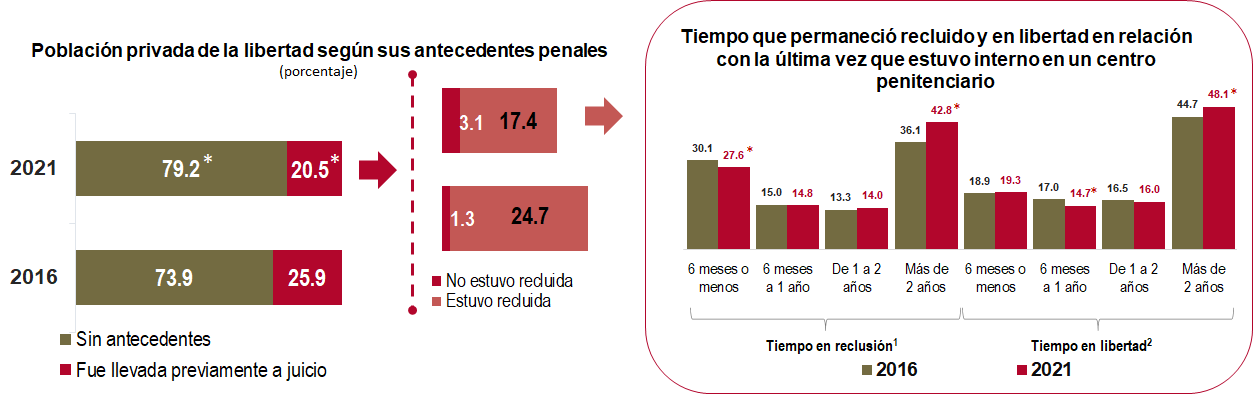 Población privada de la libertad según sus antecedentes penales
(porcentaje)
2021
79.2*
20.5*
2016
73.9
25.9
Sin antecedentes
Fue llevada previamente a juicio
3.1
17.4
1.3
24.7
No estuvo recluida
Estuvo recluida
Tiempo que permaneció recluido y en libertad en relación
con la última vez que estuvo interno en un centro
penitenciario
30.1
27.6 *
15.0
14.8
13.3
14.0
36.1
42.8*
18.9
19.3
17.0
14.7*
16.5
16.0
44.7
48.1*
6 meses o
menos
6 meses
a 1 año
De 1 a 2
años
Más de
2 años
6 meses o
menos
6 meses
a 1 año
De 1 a 2
años
Más de
2 años
Tiempo en reclusión¹
Tiempo en libertad²
2016
2021